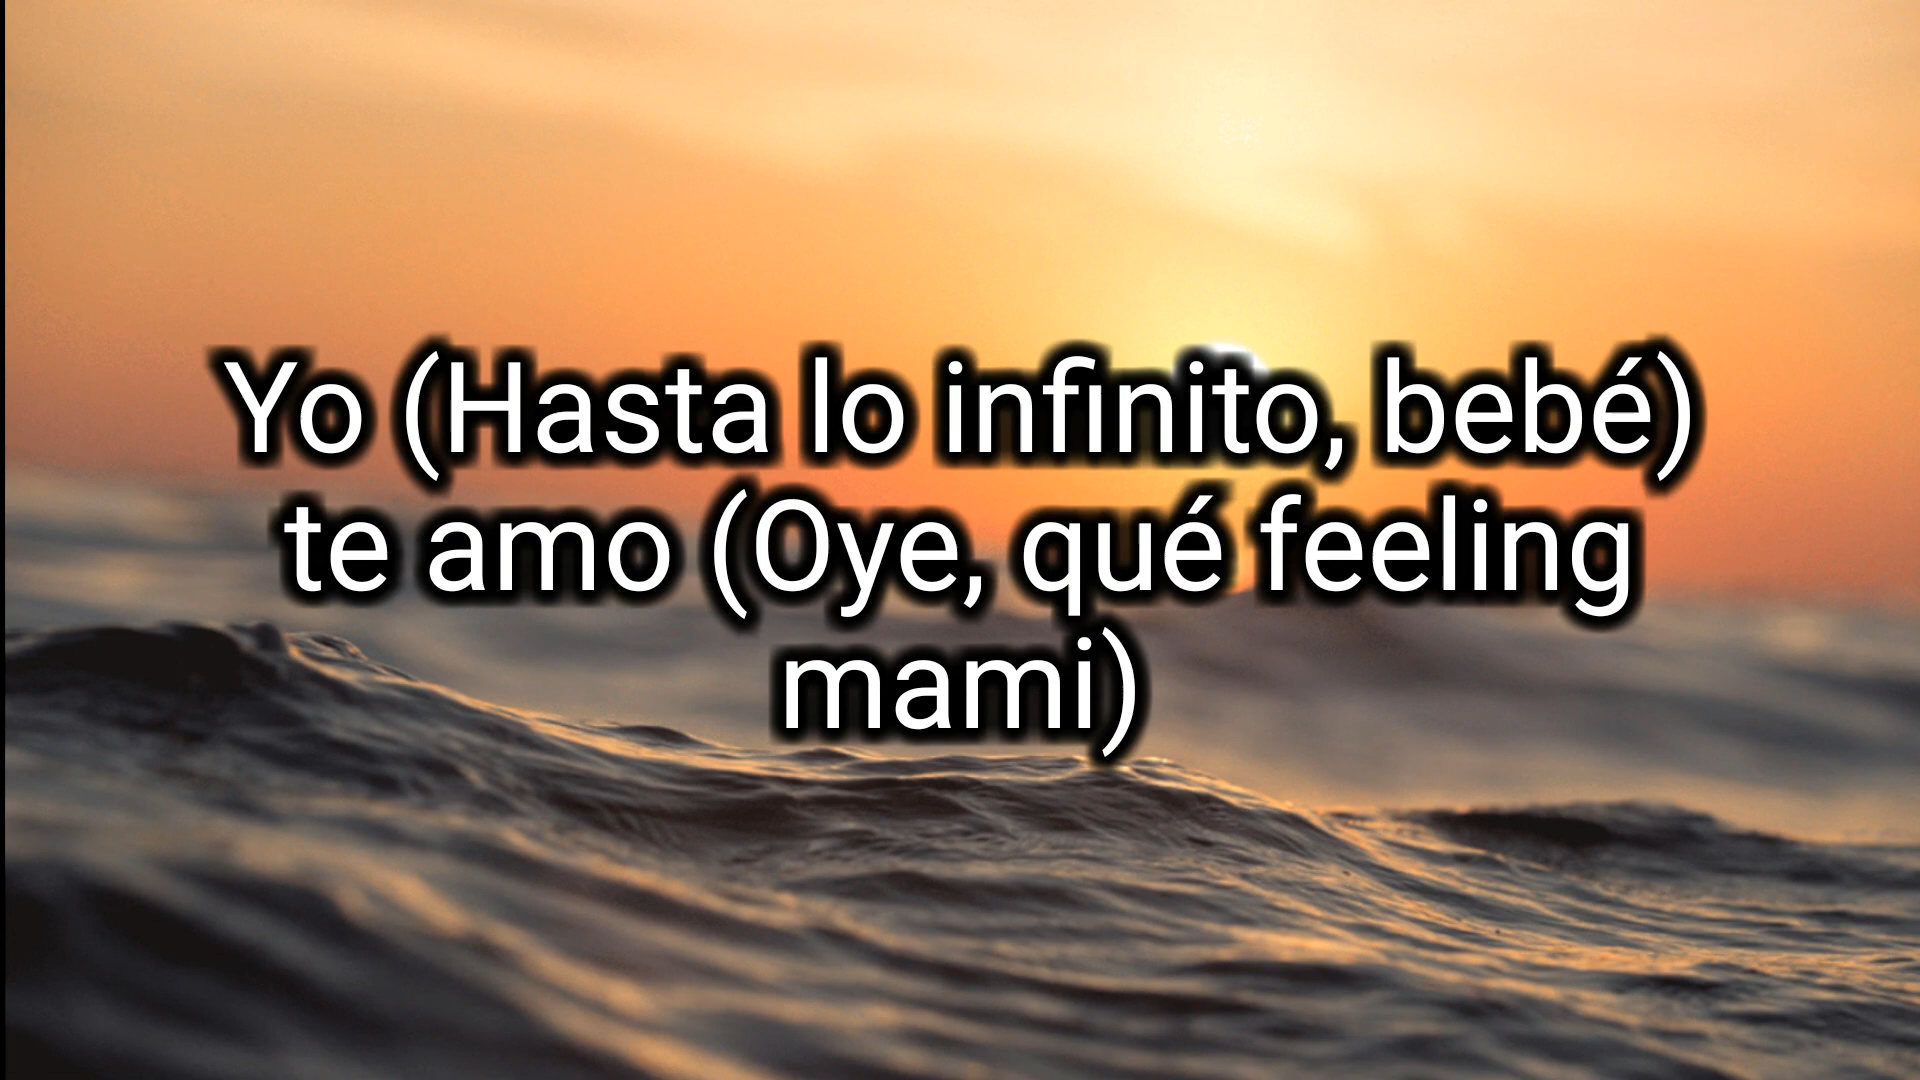 Yo (Hasta lo infinito, bebé)
te amo (Oye, qué feeling
mami)